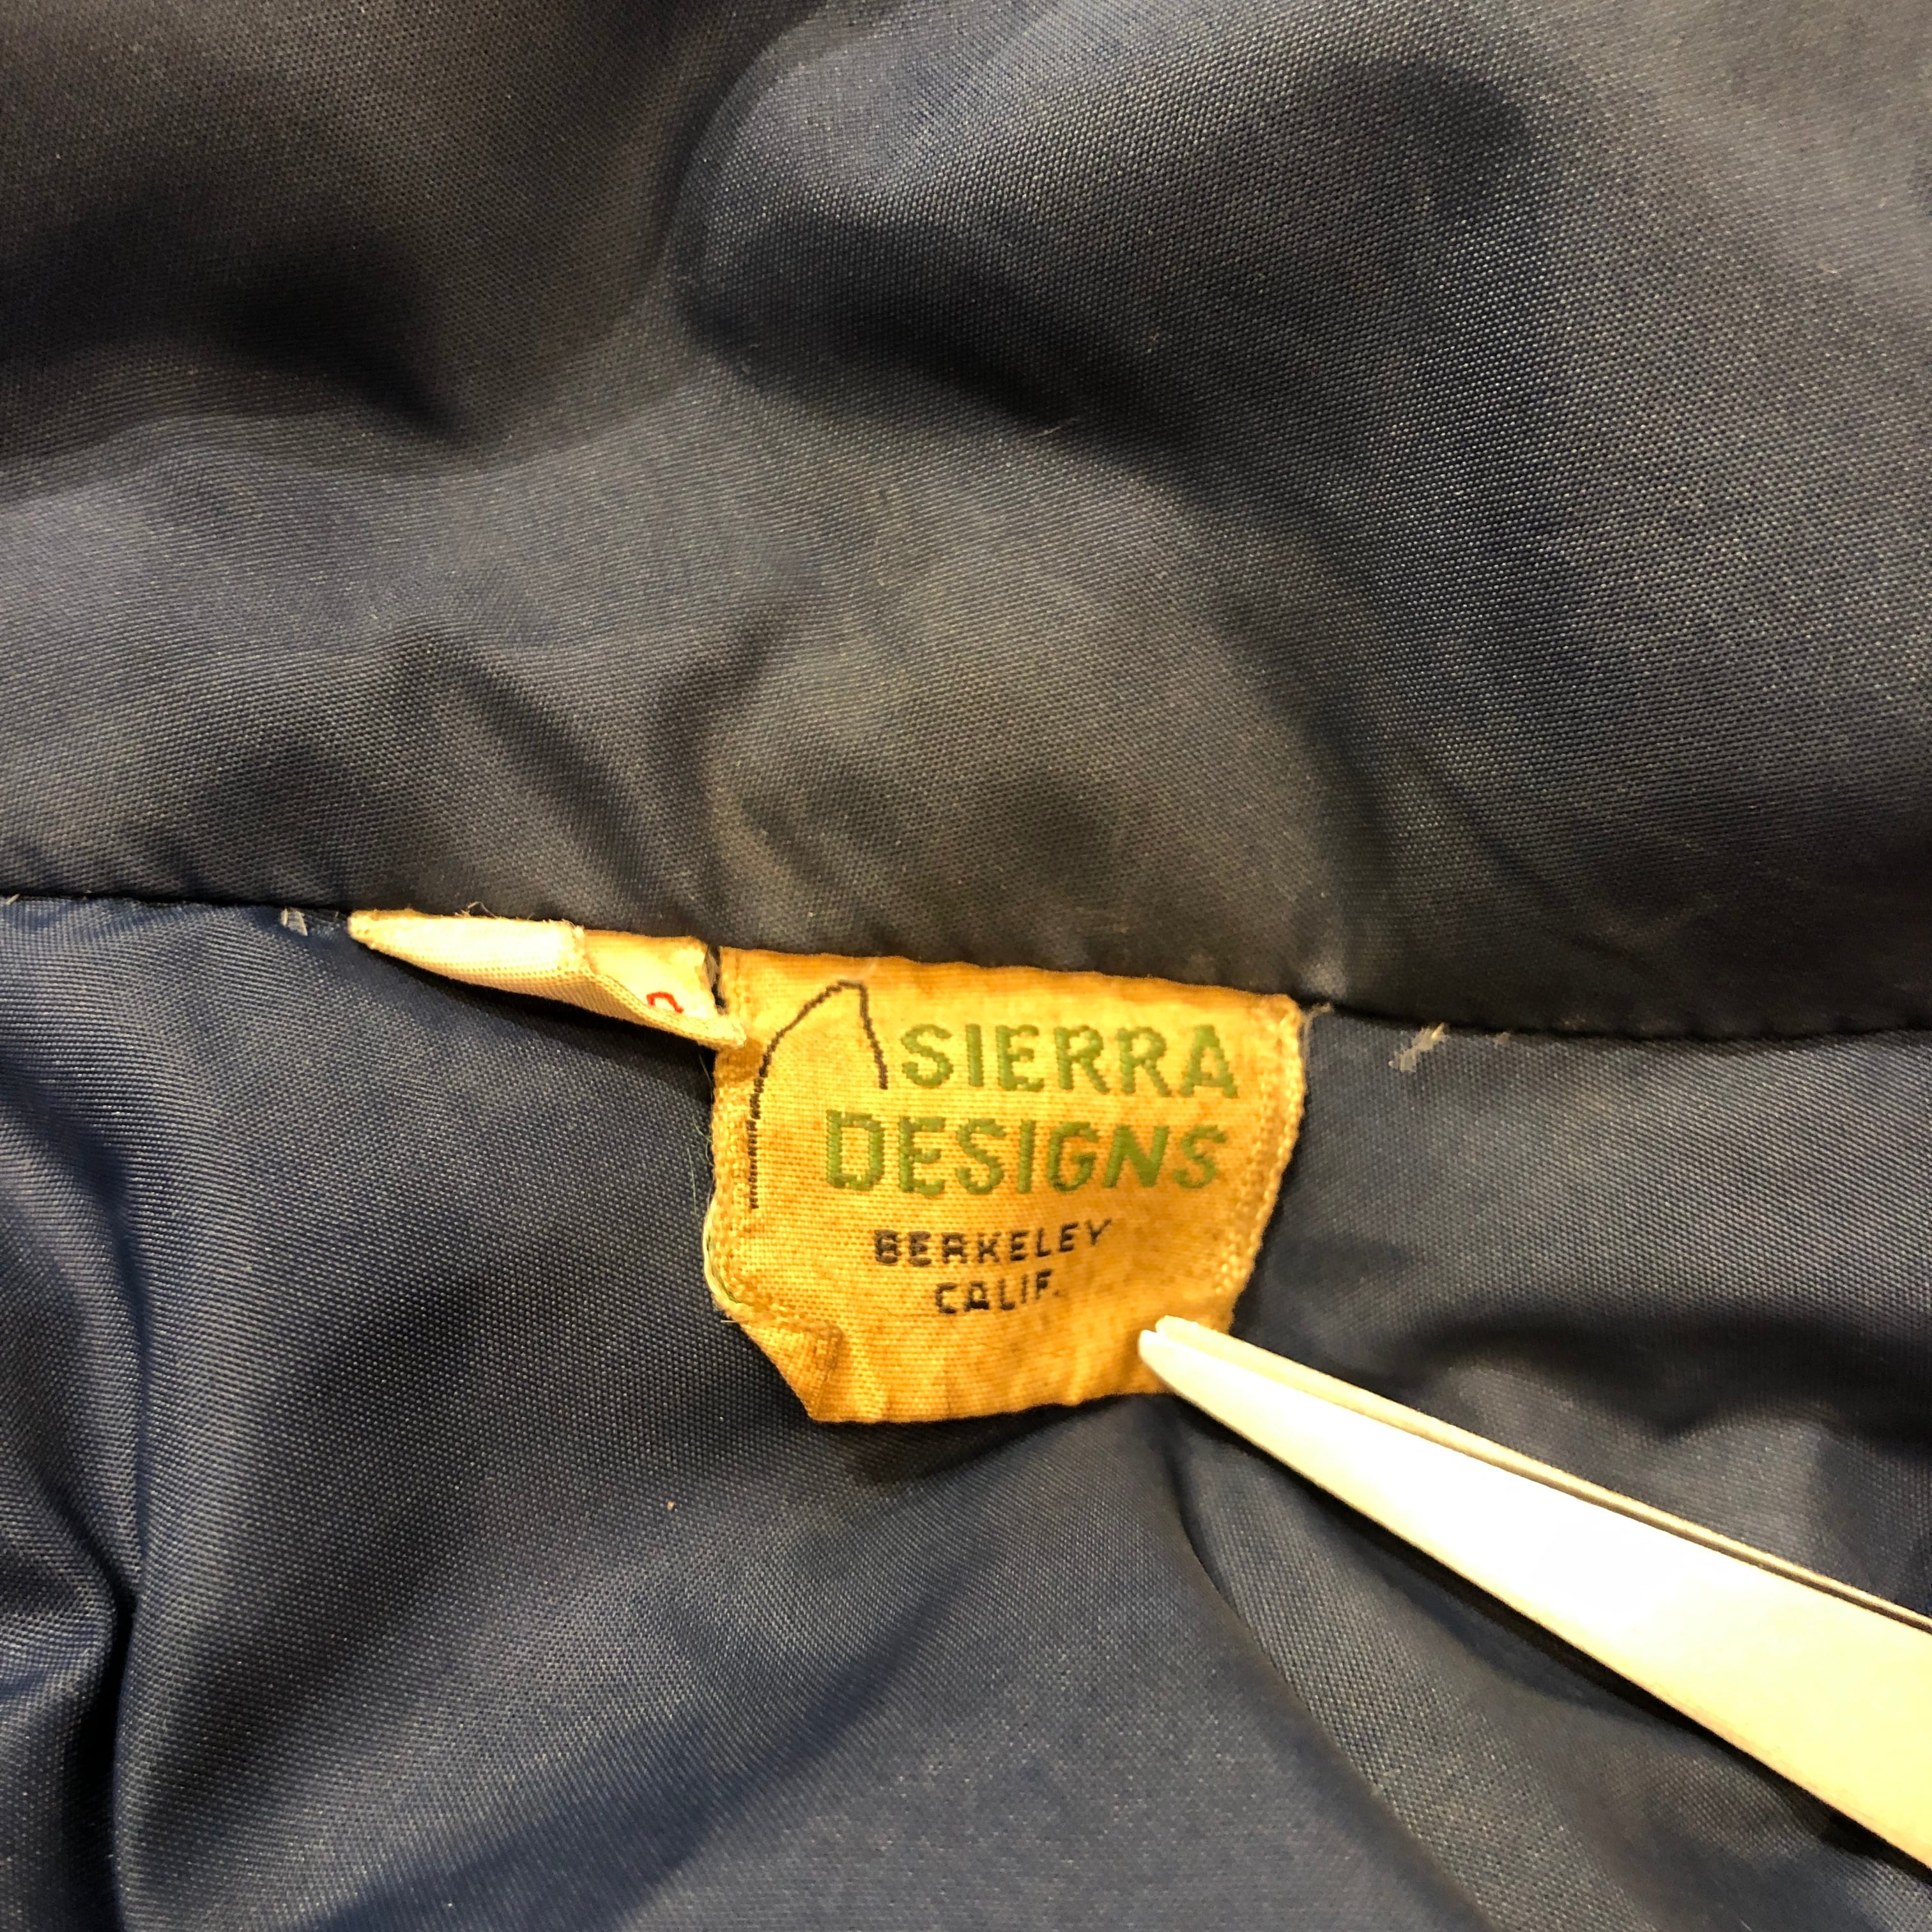 SIERRA
DESIGNS
BERKELEY
CALIF.